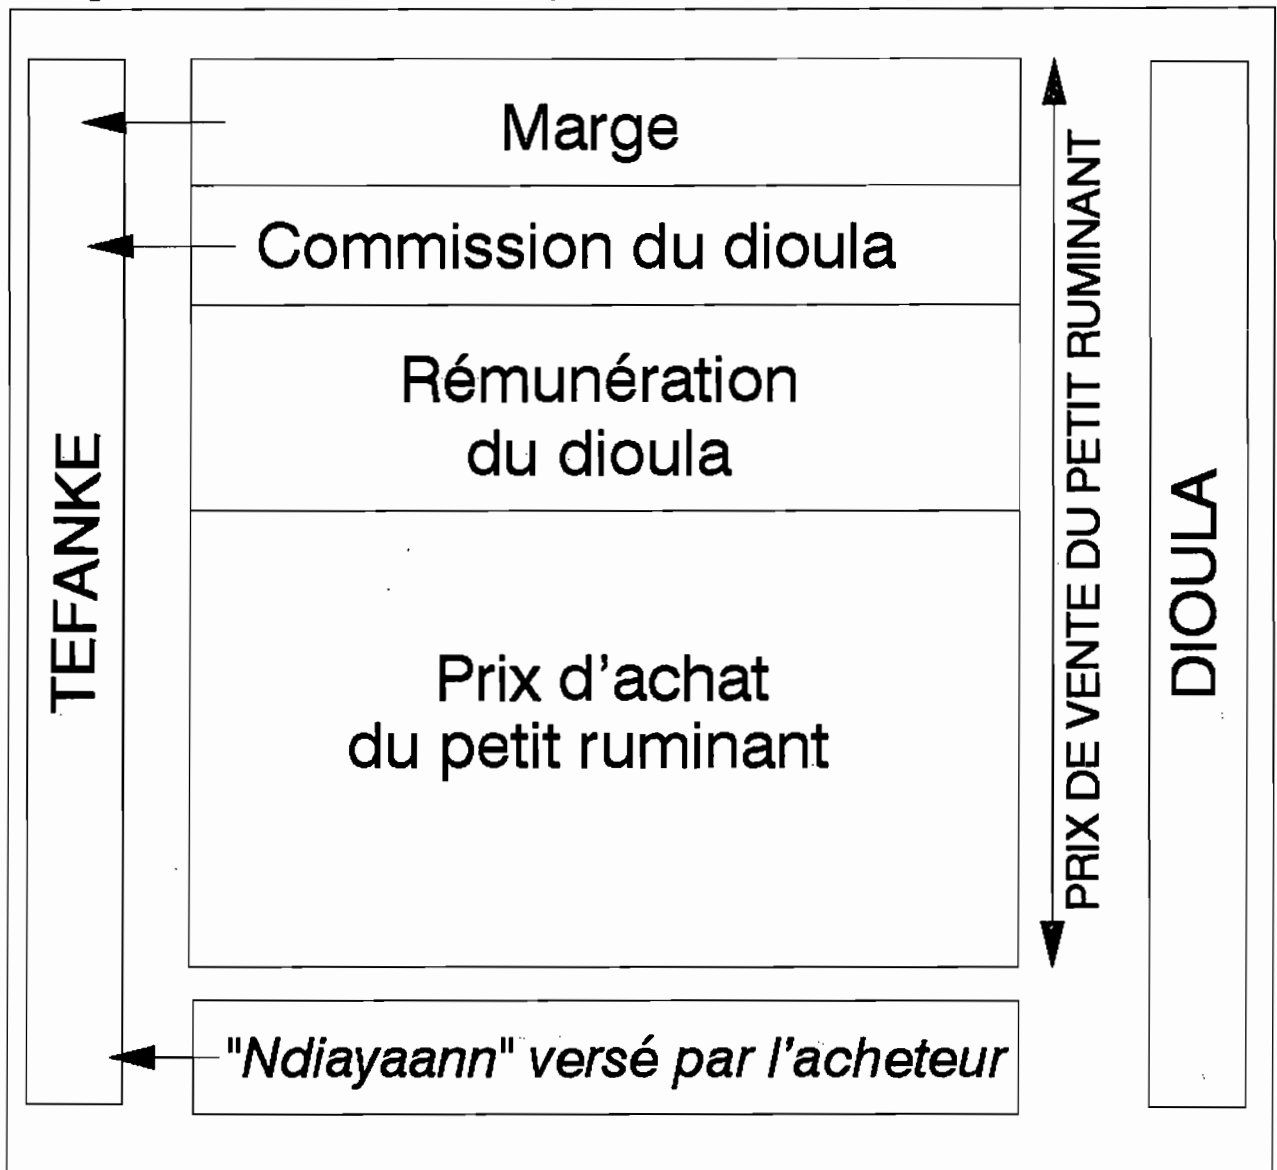 TEFANKE
Marge
Commission du dioula
Rémunération
du dioula
Prix d'achat
du petit ruminant
"Ndiayaann" versé par l'acheteur
PRIX DE VENTE DU PETIT RUMINANT
DIOULA